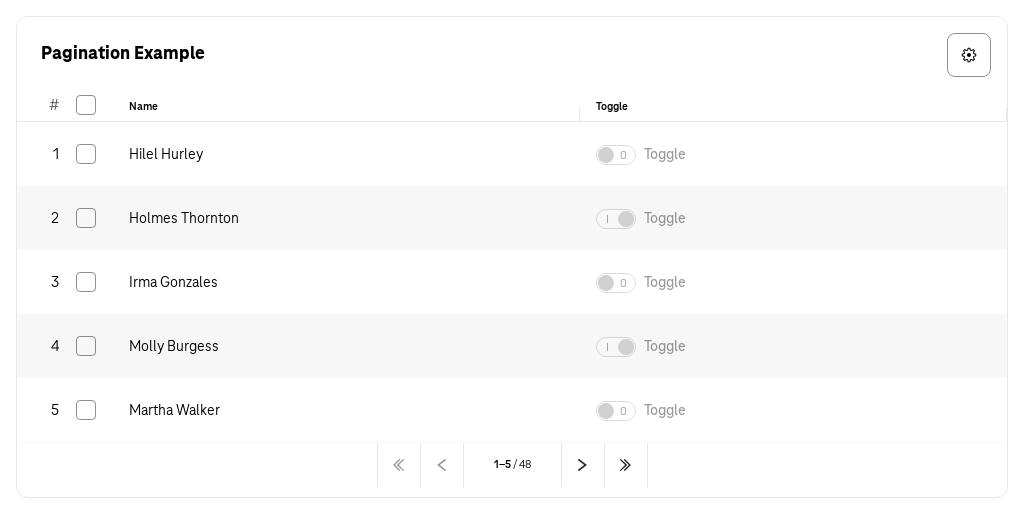 Pagination Example
# Name Toggle
1 Hilel Hurley 0 Toggle
2 Holmes Thornton I Toggle
3 Irma Gonzales 0 Toggle
4 Molly Burgess I Toggle
5 Martha Walker 0 Toggle
1–5 / 48